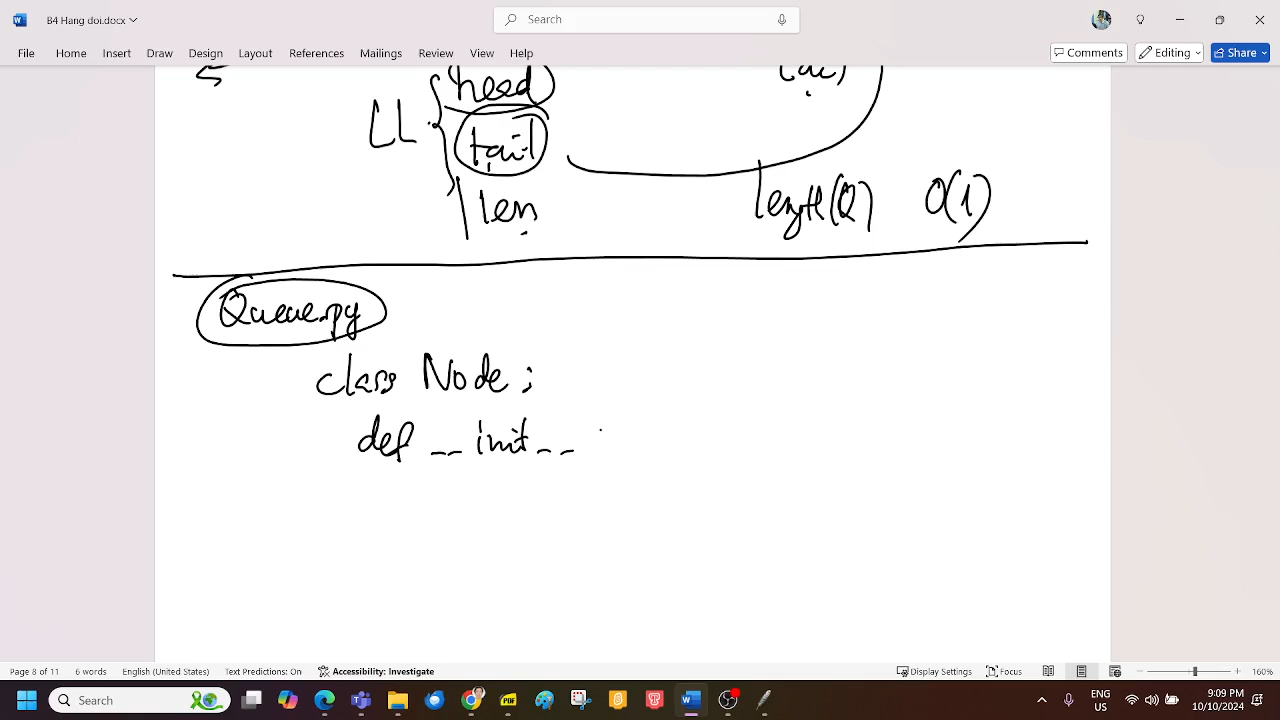 B4 Hang doi.docx
Search
File Home Insert Draw Design Layout References Mailings Review View Help
Comments Editing Share
head
LL
tail
len
length(Q) O(1)
Queue.py
class Node :
def __init__
Page 8 of 11 6 words English (United States) Text Predictions: On Accessibility: Investigate
Display Settings Focus 160%
Search
ENG US
9:09 PM
10/10/2024